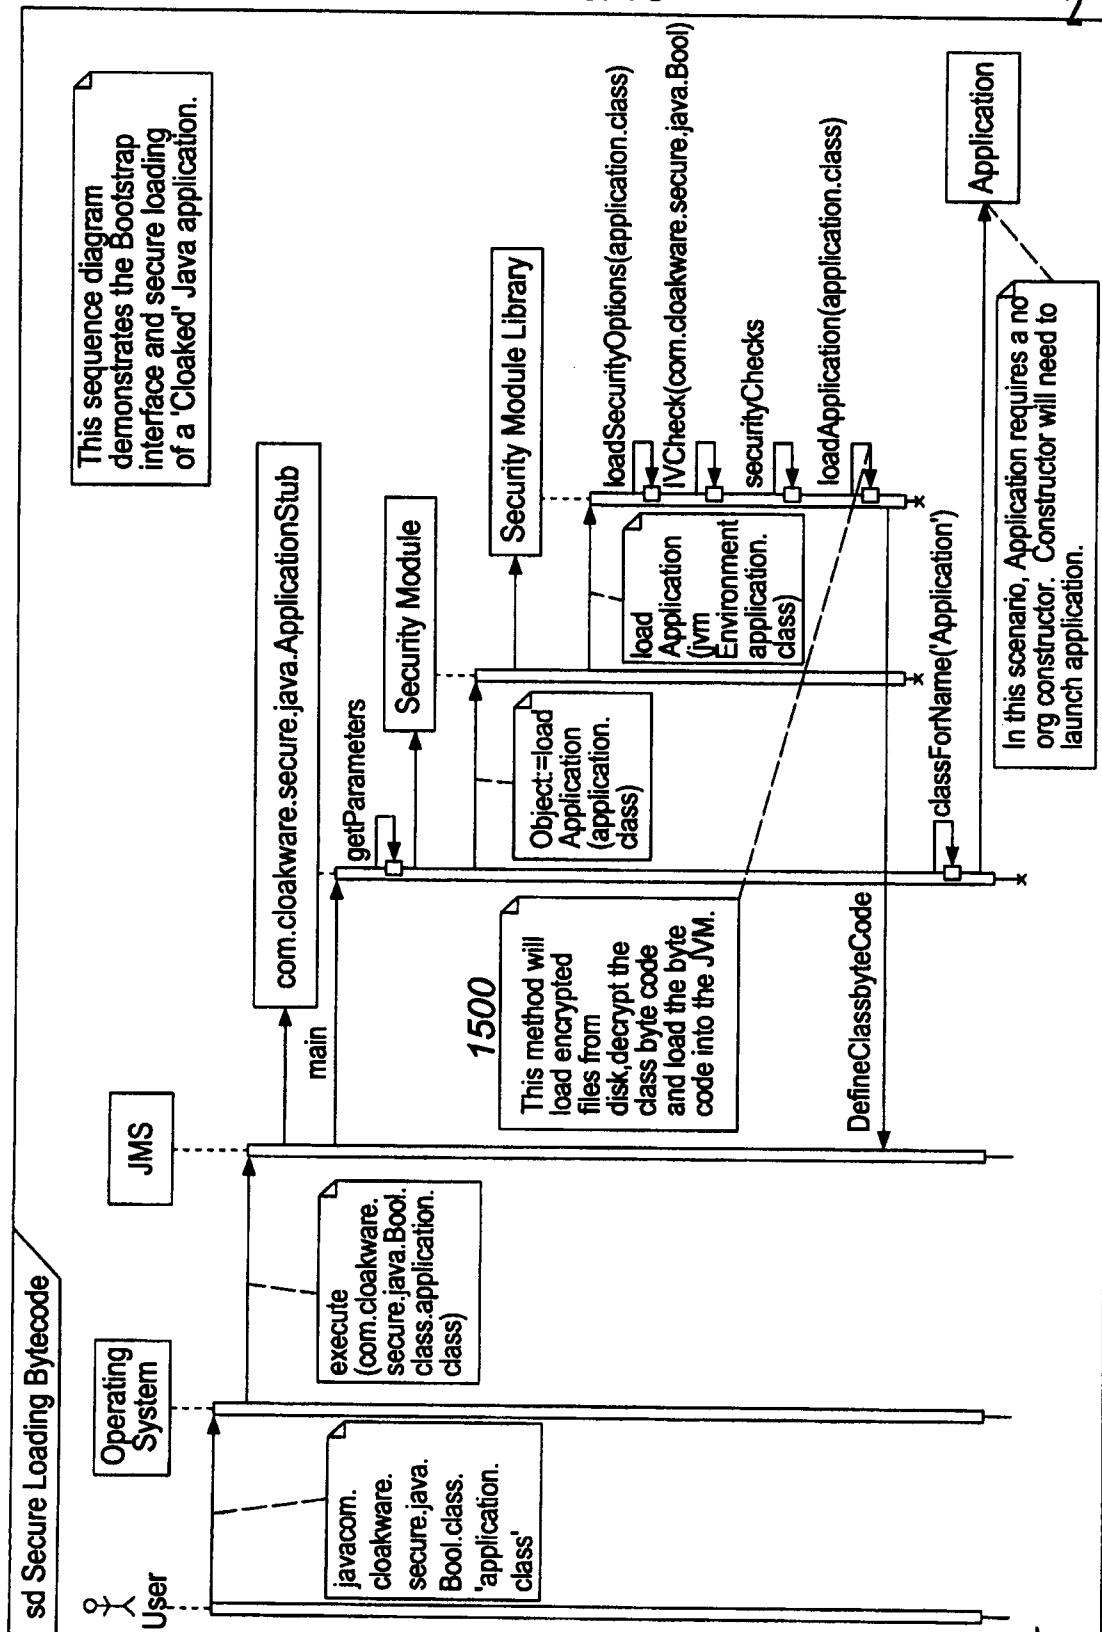 sd Secure Loading Bytecode
This sequence diagram
demonstrates the Bootstrap
interface and secure loading
of a 'Cloaked' Java application.
User
Operating
System
JMS
com.cloakware.secure.java.ApplicationStub
Security Module
Security Module Library
javacom.
cloakware.
secure.java.
Bool.class.
'application.
class'
execute
(com.cloakware.
secure.java.Bool.
class.application.
class)
main
getParameters
Object:=load
Application
(application.
class)
load
Application
(jvm
Environment
application.
class)
loadSecurityOptions(application.class)
IVCheck(com.cloakware.secure.java.Bool)
securityChecks
loadApplication(application.class)
1500
This method will
load encrypted
files from
disk,decrypt the
class byte code
and load the byte
code into the JVM.
DefineClassbyteCode
classForName('Application')
Application
In this scenario, Application requires a no
org constructor. Constructor will need to
launch application.